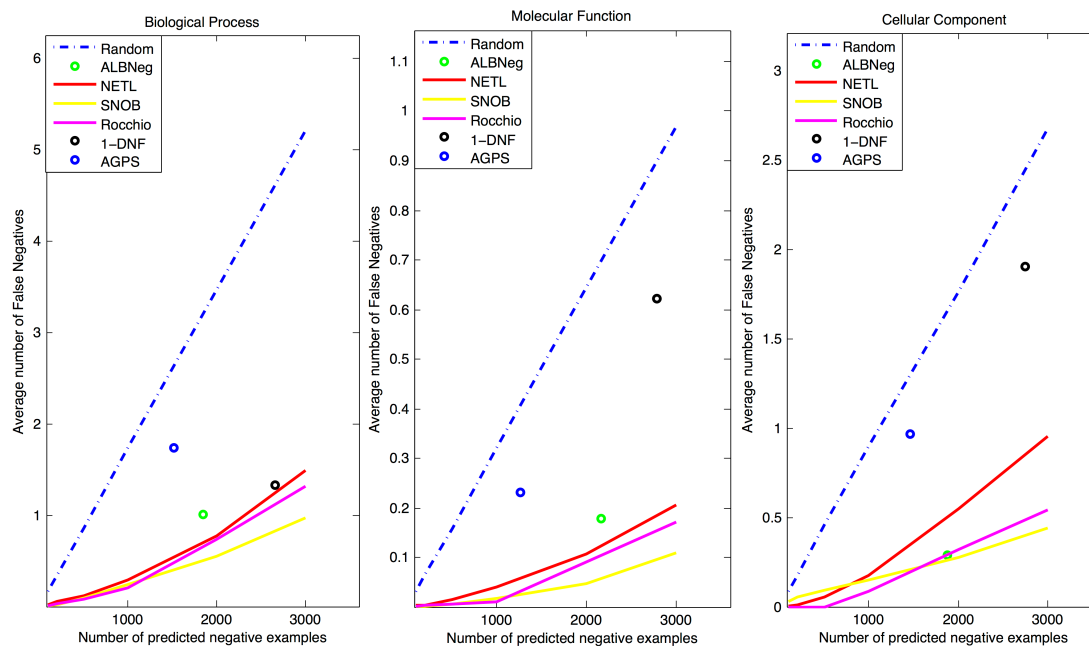 Biological Process
6
5
4
3
2
1
1000 2000 3000
Average number of False Negatives
Number of predicted negative examples
Random
ALBNeg
NETL
SNOB
Rocchio
1-DNF
AGPS
Molecular Function
1.1
1
0.9
0.8
0.7
0.6
0.5
0.4
0.3
0.2
0.1
0
1000 2000 3000
Average number of False Negatives
Number of predicted negative examples
Random
ALBNeg
NETL
SNOB
Rocchio
1-DNF
AGPS
Cellular Component
3
2.5
2
1.5
1
0.5
0
1000 2000 3000
Average number of False Negatives
Number of predicted negative examples
Random
ALBNeg
NETL
SNOB
Rocchio
1-DNF
AGPS